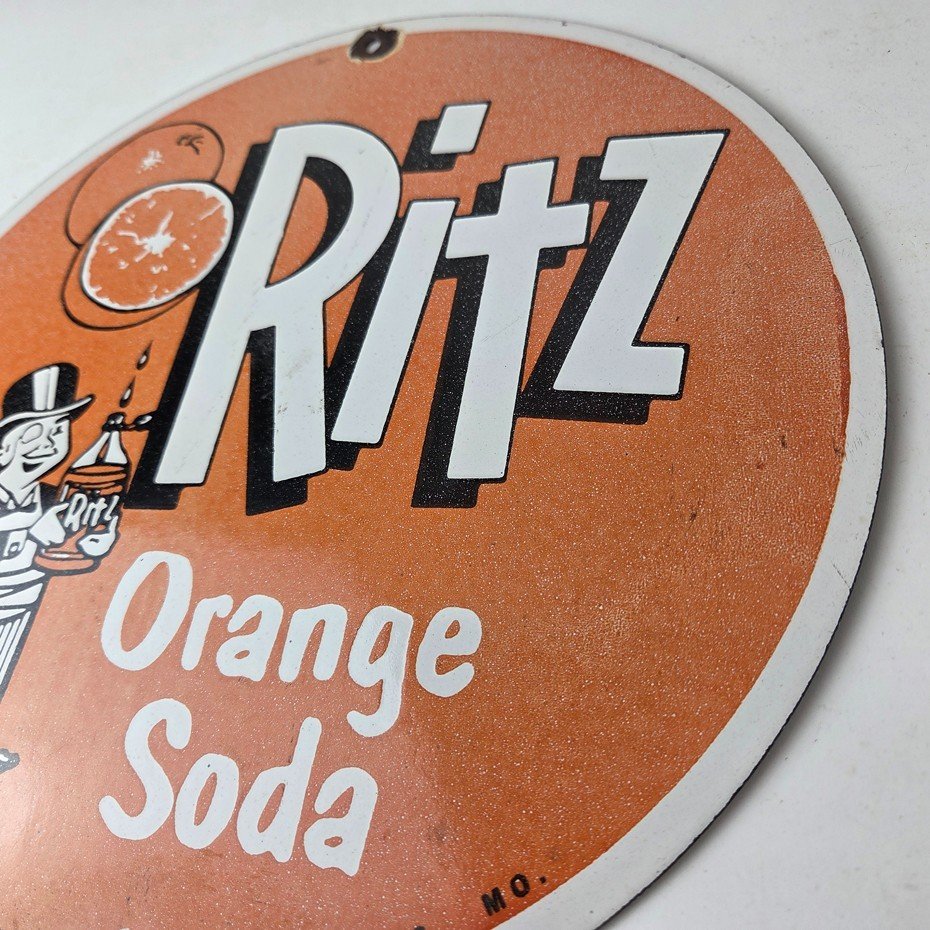 Ritz
Ritz
Orange
Soda
MO.